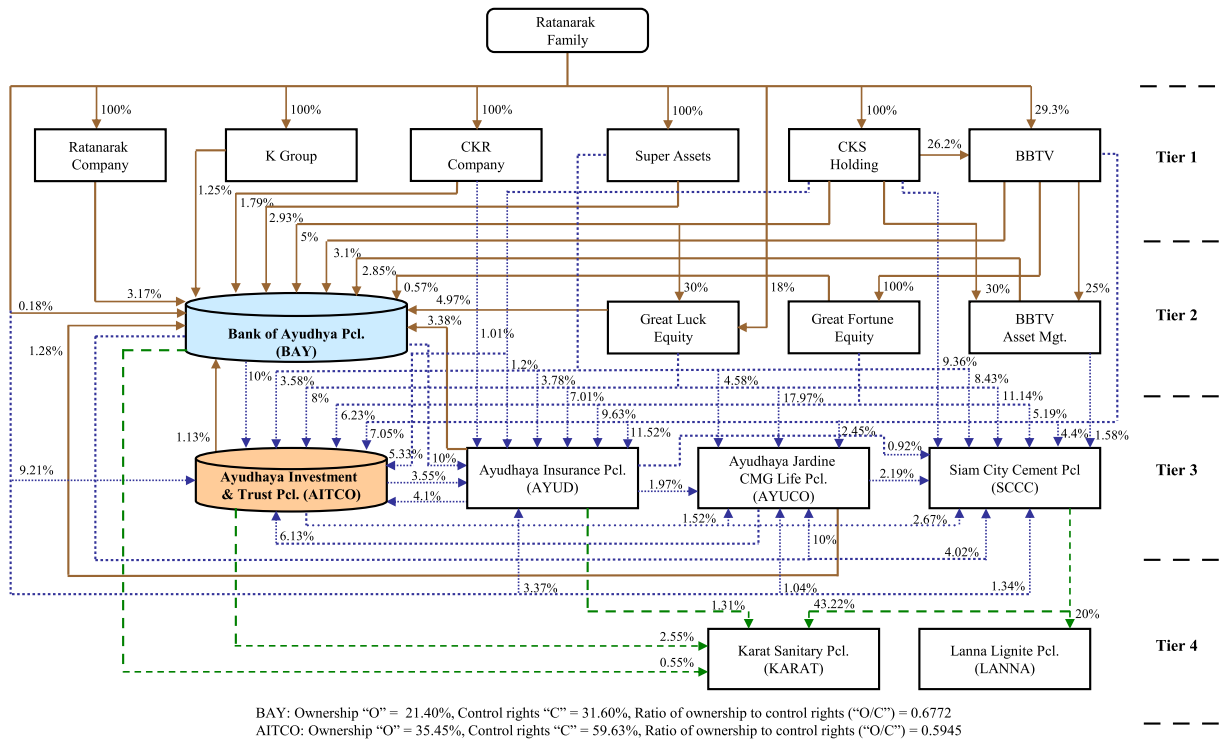 Ratanarak
Family
100%
100%
100%
100%
100%
29.3%
Ratanarak
Company
K Group
CKR
Company
Super Assets
CKS
Holding
26.2%
BBTV
Tier 1
1.25%
1.79%
2.93%
5%
3.1%
2.85%
0.57%
0.18%
3.17%
4.97%
30%
18%
100%
30%
25%
Bank of Ayudhya Pcl.
(BAY)
Great Luck
Equity
Great Fortune
Equity
BBTV
Asset Mgt.
Tier 2
1.28%
3.38%
1.01%
10%
3.58%
8%
6.23%
7.05%
1.2%
3.78%
7.01%
9.63%
11.52%
4.58%
17.97%
2.45%
9.36%
8.43%
11.14%
5.19%
4.4%
1.58%
1.13%
5.33%
10%
0.92%
9.21%
Ayudhaya Investment
& Trust Pcl. (AITCO)
3.55%
4.1%
Ayudhaya Insurance Pcl.
(AYUD)
1.97%
Ayudhaya Jardine
CMG Life Pcl.
(AYUCO)
2.19%
Siam City Cement Pcl
(SCCC)
Tier 3
6.13%
1.52%
10%
2.67%
4.02%
3.37%
1.04%
1.34%
1.31%
43.22%
20%
2.55%
0.55%
Karat Sanitary Pcl.
(KARAT)
Lanna Lignite Pcl.
(LANNA)
Tier 4
BAY: Ownership “O” = 21.40%, Control rights “C” = 31.60%, Ratio of ownership to control rights (“O/C”) = 0.6772
AITCO: Ownership “O” = 35.45%, Control rights “C” = 59.63%, Ratio of ownership to control rights (“O/C”) = 0.5945